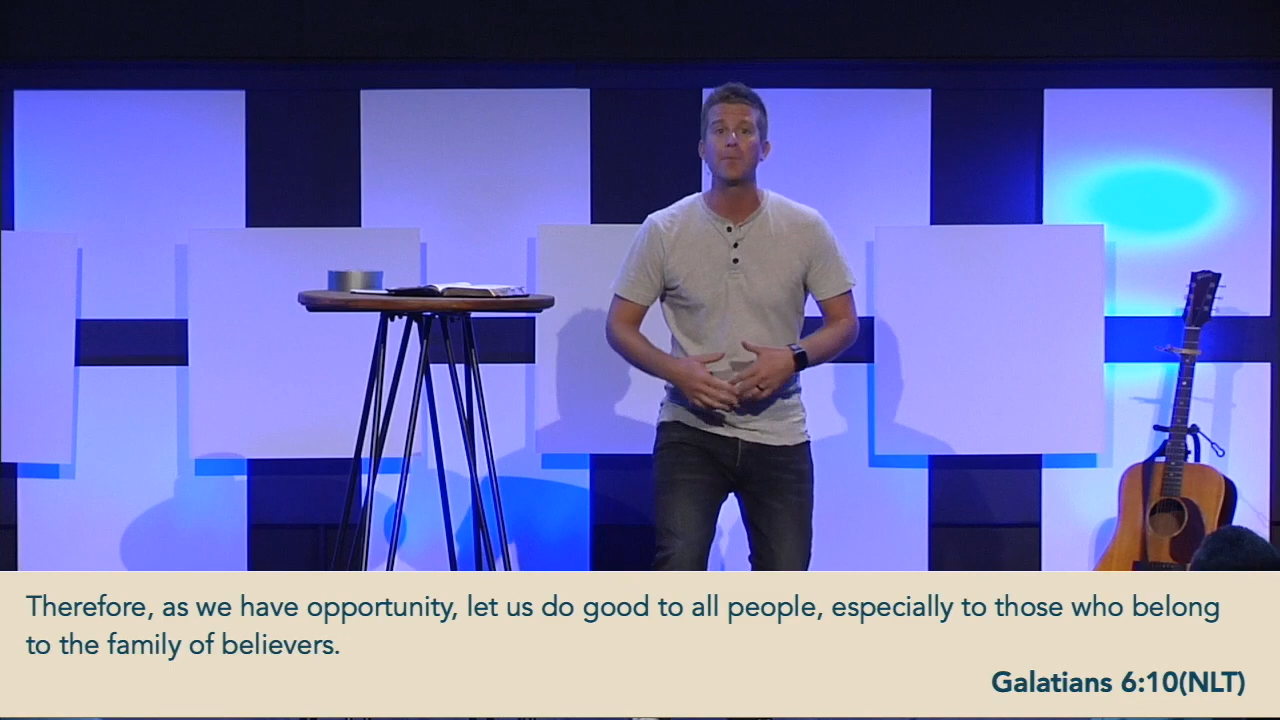 Therefore, as we have opportunity, let us do good to all people, especially to those who belong
to the family of believers.
Galatians 6:10(NLT)